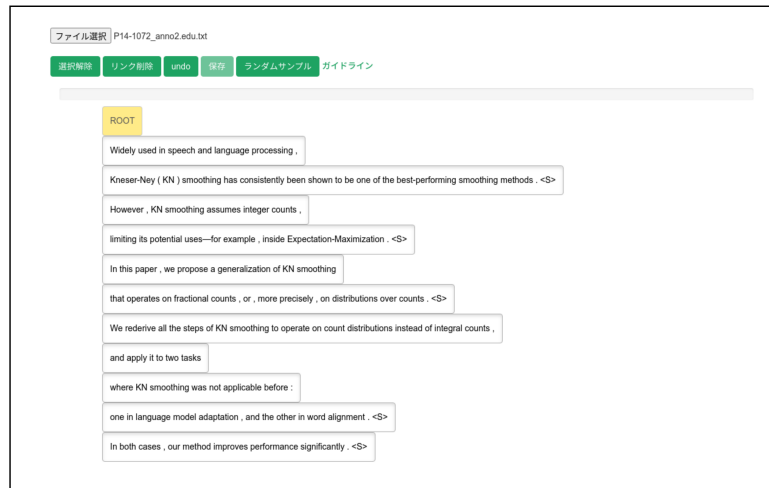 ファイル選択 P14-1072_anno2.edu.txt
選択解除 リンク削除 undo 保存 ランダムサンプル ガイドライン
ROOT
Widely used in speech and language processing ,
Kneser-Ney ( KN ) smoothing has consistently been shown to be one of the best-performing smoothing methods . <S>
However , KN smoothing assumes integer counts ,
limiting its potential uses—for example , inside Expectation-Maximization . <S>
In this paper , we propose a generalization of KN smoothing
that operates on fractional counts , or , more precisely , on distributions over counts . <S>
We rederive all the steps of KN smoothing to operate on count distributions instead of integral counts ,
and apply it to two tasks
where KN smoothing was not applicable before :
one in language model adaptation , and the other in word alignment . <S>
In both cases , our method improves performance significantly . <S>